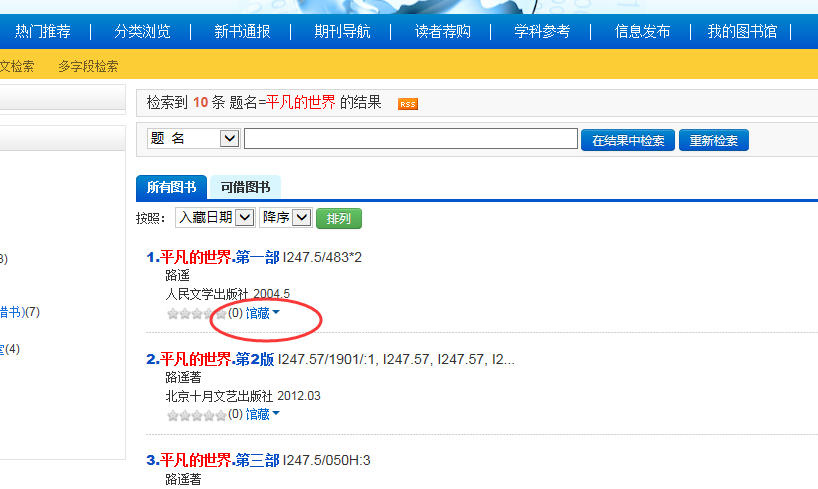 热门推荐 分类浏览 新书通报 期刊导航 读者荐购 学科参考 信息发布 我的图书馆
文检索 多字段检索
检索到 10 条 题名=平凡的世界 的结果 RSS
题 名 在结果中检索 重新检索
所有图书 可借图书
按照: 入藏日期 降序 排列
1.平凡的世界.第一部 I247.5/483*2
3)
路遥
人民文学出版社 2004.5
借书)(7)
(0) 馆藏
(4)
2.平凡的世界.第2版 I247.57/1901/:1, I247.57, I247.57, I2...
路遥著
北京十月文艺出版社 2012.03
(0) 馆藏
3.平凡的世界.第三部 I247.5/050H:3
路遥著